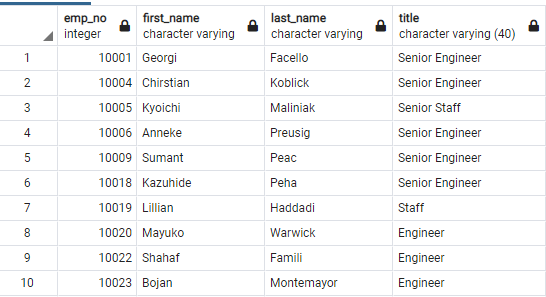 emp_no first_name last_name title
integer character varying character varying character varying (40)
1 10001 Georgi Facello Senior Engineer
2 10004 Chirstian Koblick Senior Engineer
3 10005 Kyoichi Maliniak Senior Staff
4 10006 Anneke Preusig Senior Engineer
5 10009 Sumant Peac Senior Engineer
6 10018 Kazuhide Peha Senior Engineer
7 10019 Lillian Haddadi Staff
8 10020 Mayuko Warwick Engineer
9 10022 Shahaf Famili Engineer
10 10023 Bojan Montemayor Engineer